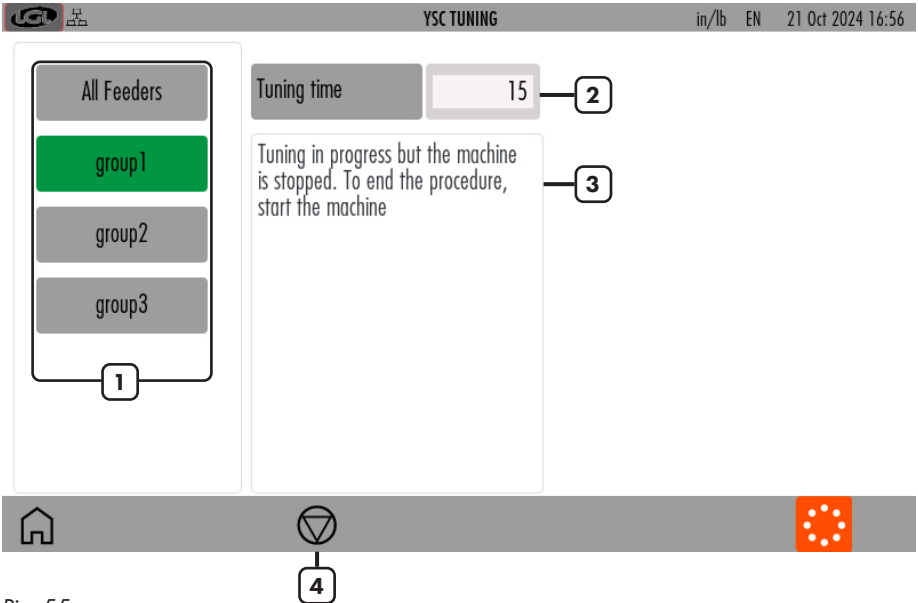 LGL YSC TUNING in/lb EN 21 Oct 2024 16:56
All Feeders
group1
group2
group3
1
Tuning time 15 2
Tuning in progress but the machine
is stopped. To end the procedure,
start the machine
3
4